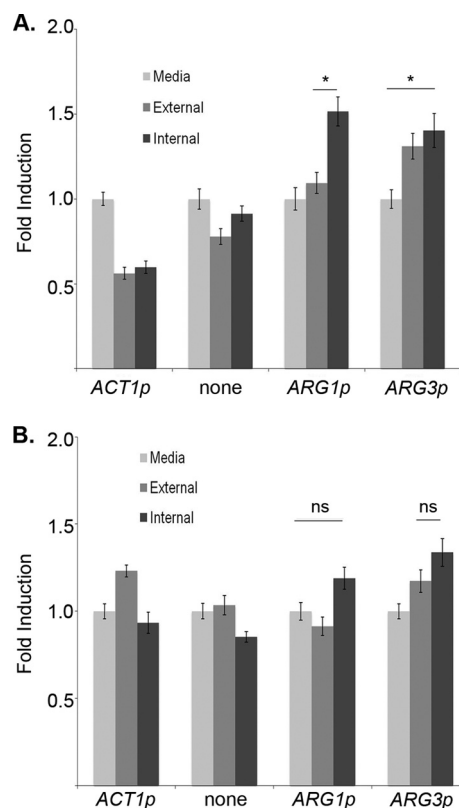 A.
2.0
1.5
1.0
0.5
Fold Induction
Media
External
Internal
*
*
ACT1p none ARG1p ARG3p
B.
2.0
1.5
1.0
0.5
Fold Induction
Media
External
Internal
ns
ns
ACT1p none ARG1p ARG3p